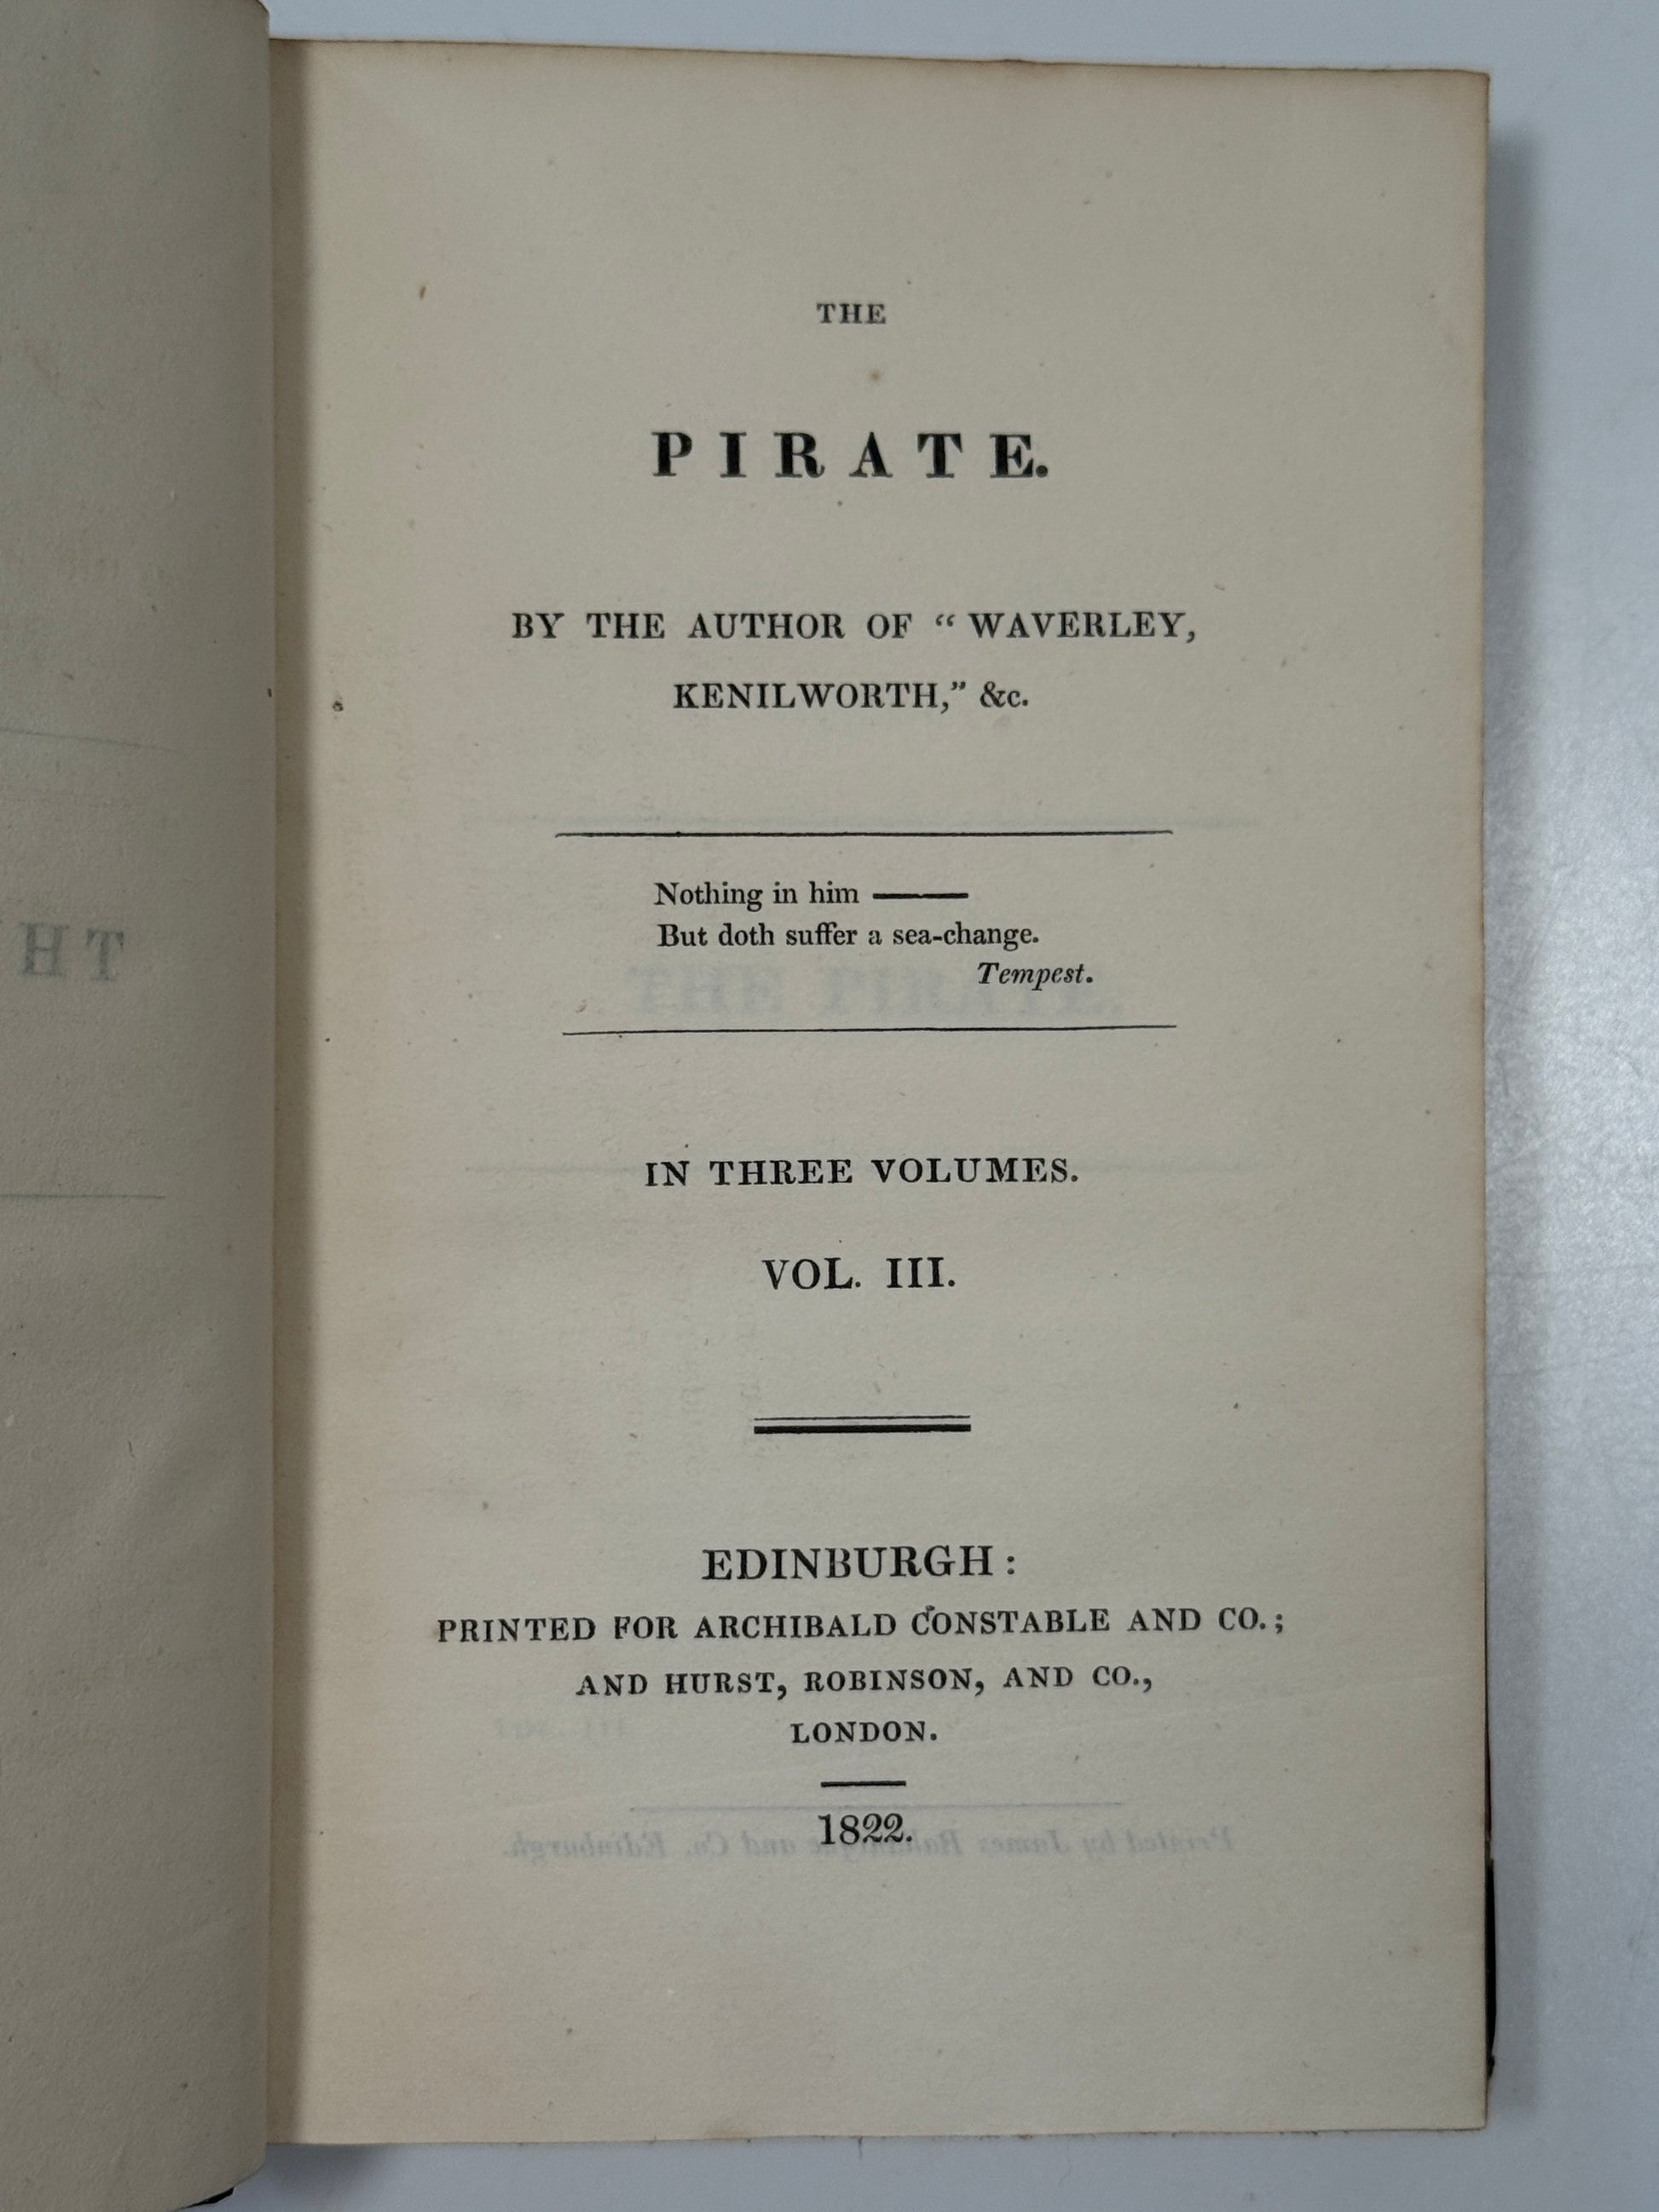 THE
PIRATE.
BY THE AUTHOR OF “ WAVERLEY,
KENILWORTH,” &c.
Nothing in him ———
But doth suffer a sea-change.
Tempest.
IN THREE VOLUMES.
VOL. III.
EDINBURGH :
PRINTED FOR ARCHIBALD CONSTABLE AND CO. ;
AND HURST, ROBINSON, AND CO.,
LONDON.
1822.